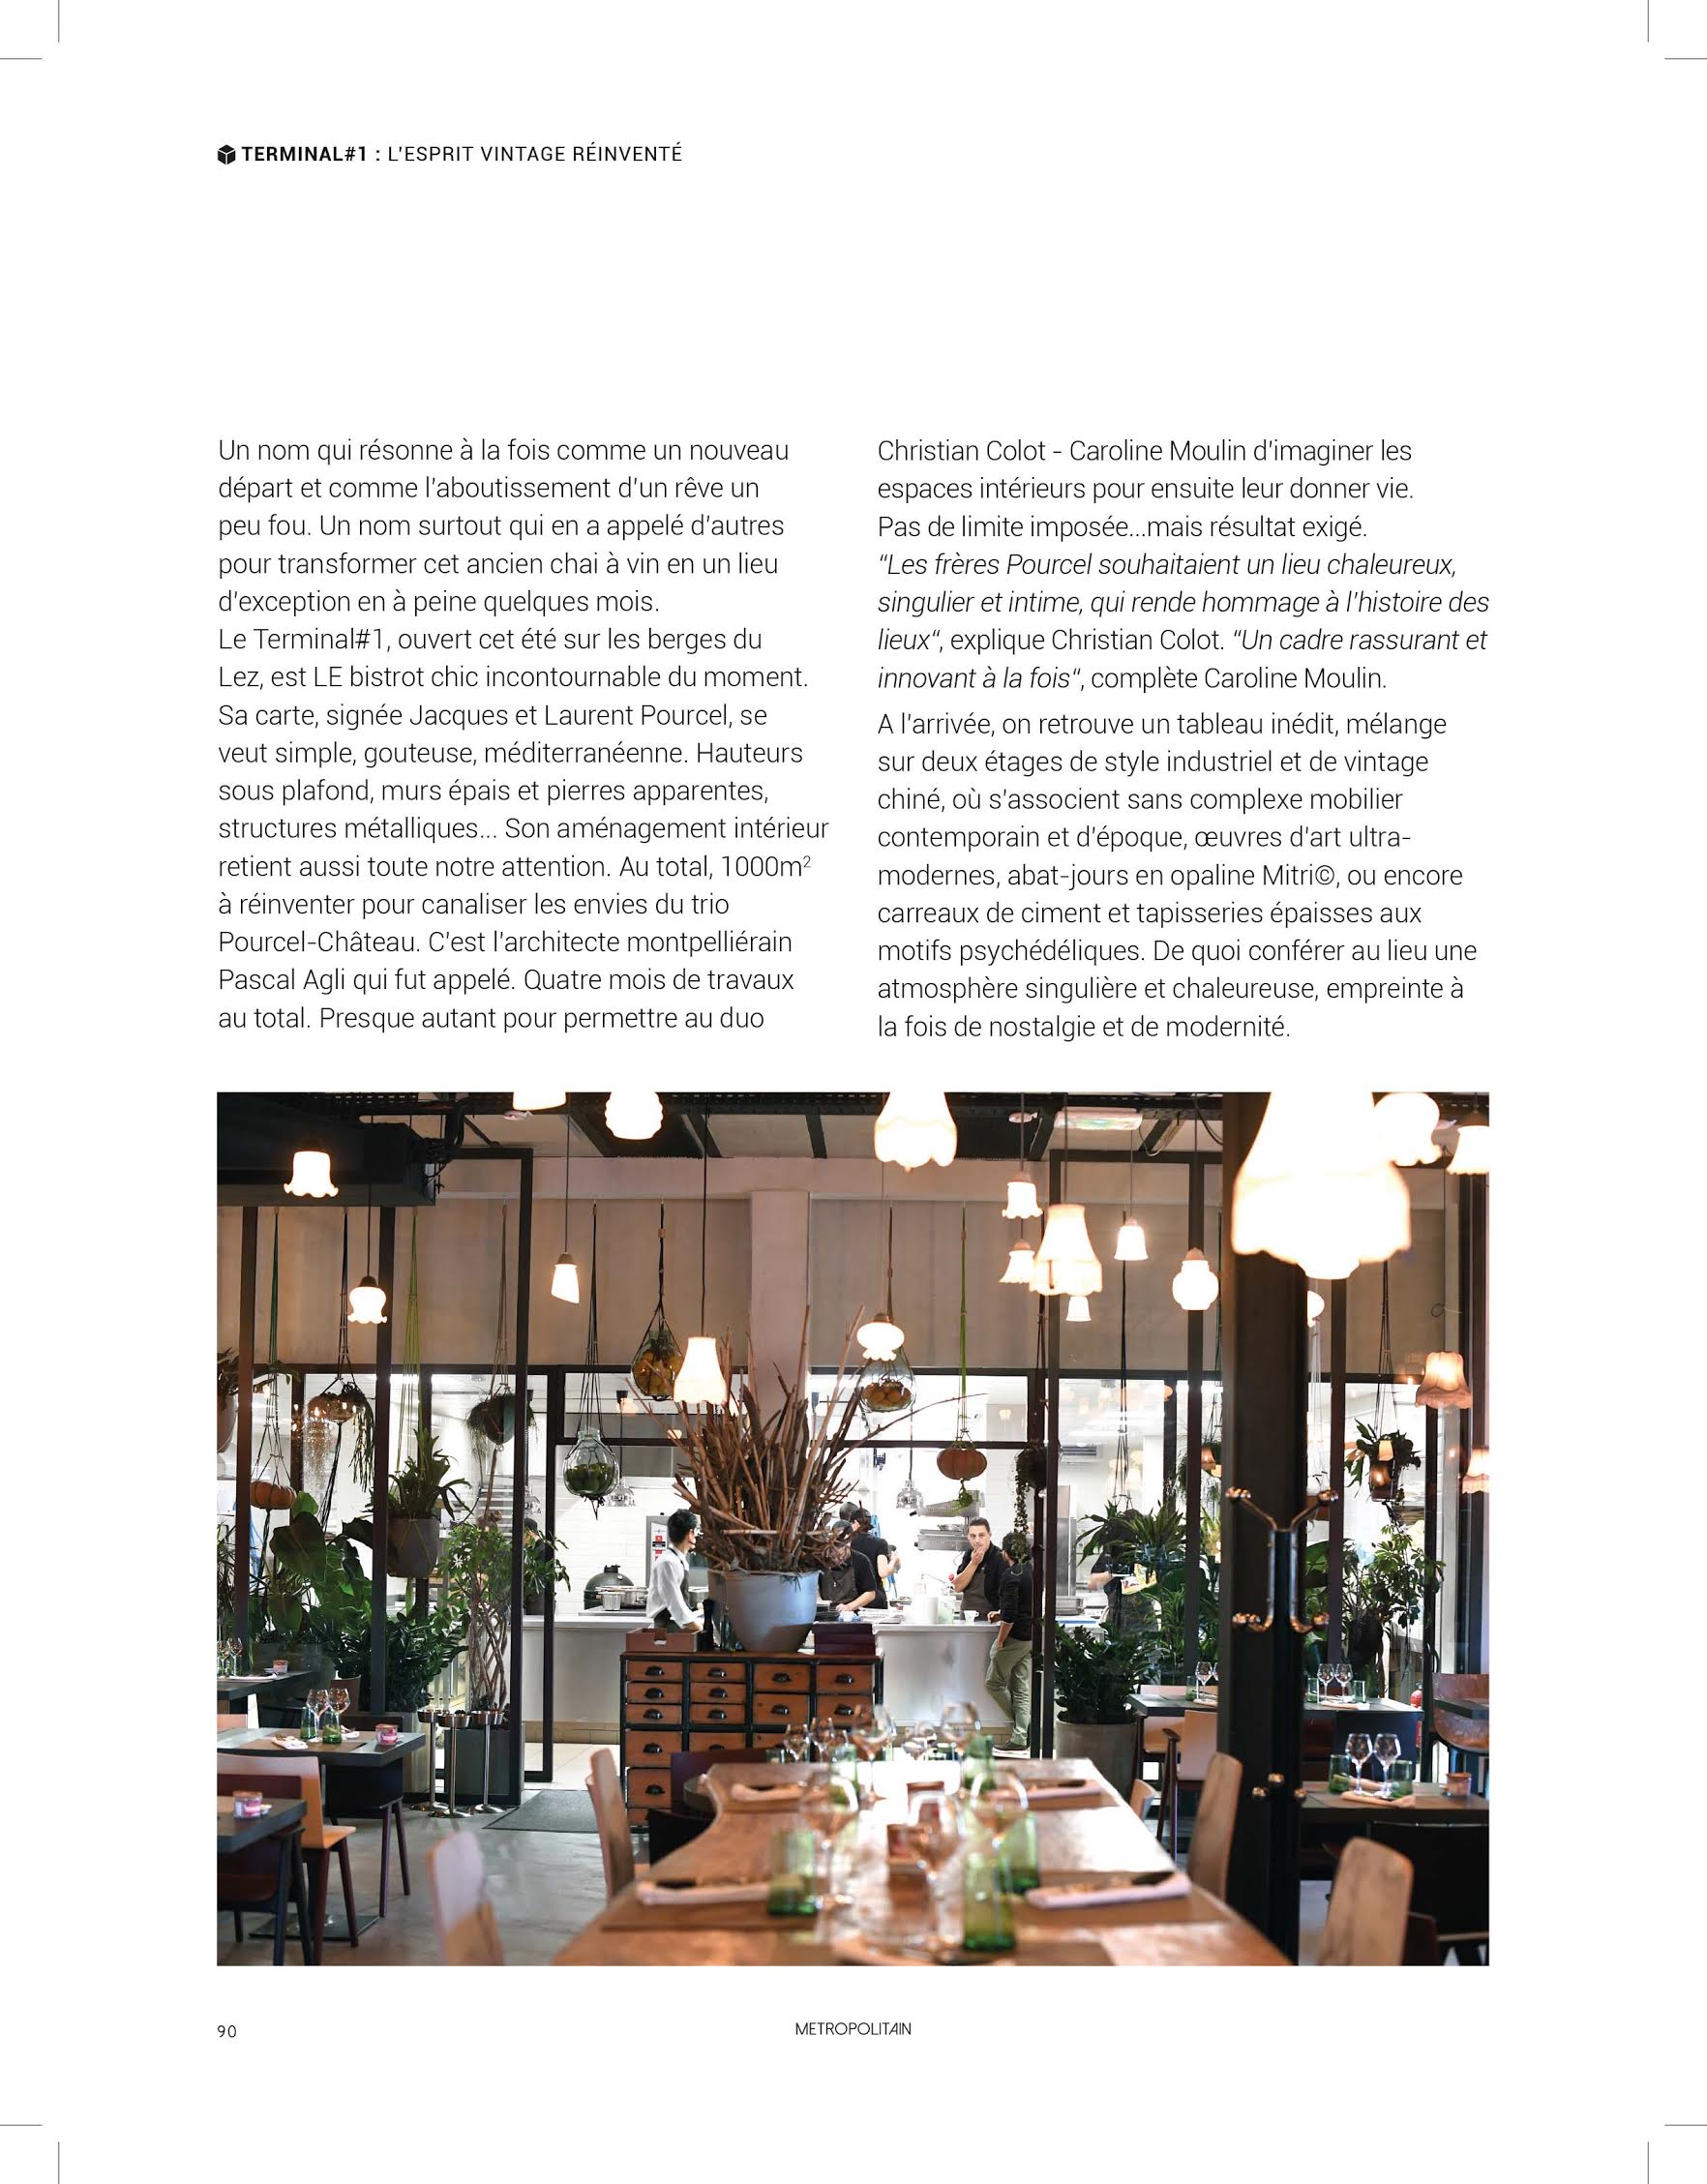 TERMINAL#1 : L'ESPRIT VINTAGE RÉINVENTÉ
Un nom qui résonne à la fois comme un nouveau
départ et comme l'aboutissement d'un rêve un
peu fou. Un nom surtout qui en a appelé d'autres
pour transformer cet ancien chai à vin en un lieu
d'exception en à peine quelques mois.
Le Terminal#1, ouvert cet été sur les berges du
Lez, est LE bistrot chic incontournable du moment.
Sa carte, signée Jacques et Laurent Pourcel, se
veut simple, gouteuse, méditerranéenne. Hauteurs
sous plafond, murs épais et pierres apparentes,
structures métalliques... Son aménagement intérieur
retient aussi toute notre attention. Au total, 1000m²
à réinventer pour canaliser les envies du trio
Pourcel-Château. C'est l'architecte montpelliérain
Pascal Agli qui fut appelé. Quatre mois de travaux
au total. Presque autant pour permettre au duo
Christian Colot - Caroline Moulin d'imaginer les
espaces intérieurs pour ensuite leur donner vie.
Pas de limite imposée...mais résultat exigé.
"Les frères Pourcel souhaitaient un lieu chaleureux,
singulier et intime, qui rende hommage à l'histoire des
lieux", explique Christian Colot. "Un cadre rassurant et
innovant à la fois", complète Caroline Moulin.
A l'arrivée, on retrouve un tableau inédit, mélange
sur deux étages de style industriel et de vintage
chiné, où s'associent sans complexe mobilier
contemporain et d'époque, œuvres d'art ultra-
modernes, abat-jours en opaline Mitri©, ou encore
carreaux de ciment et tapisseries épaisses aux
motifs psychédéliques. De quoi conférer au lieu une
atmosphère singulière et chaleureuse, empreinte à
la fois de nostalgie et de modernité.
90
METROPOLITAIN